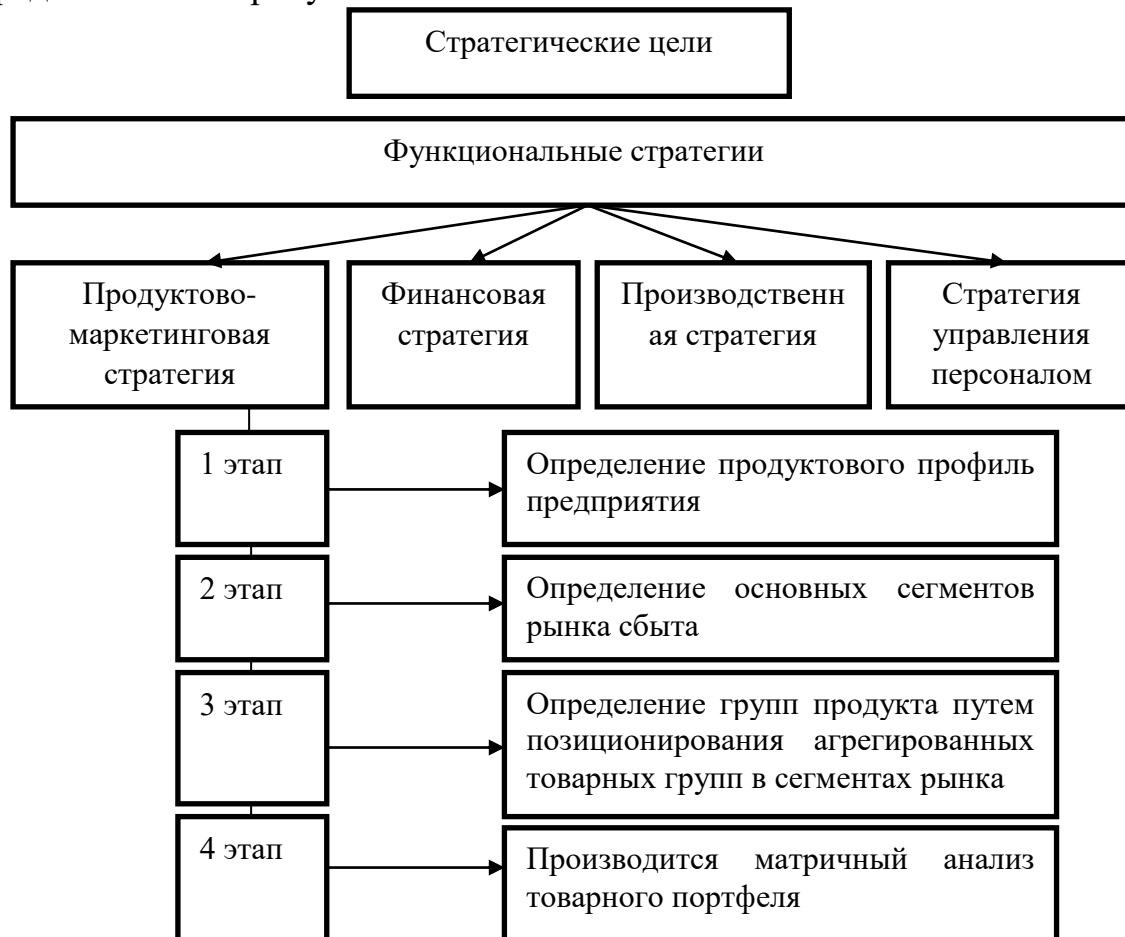 Стратегические цели
Функциональные стратегии
Продуктово-
маркетинговая
стратегия
Финансовая
стратегия
Производственн
ая стратегия
Стратегия
управления
персоналом
1 этап
Определение продуктового профиль
предприятия
2 этап
Определение основных сегментов
рынка сбыта
3 этап
Определение групп продукта путем
позиционирования агрегированных
товарных групп в сегментах рынка
4 этап
Производится матричный анализ
товарного портфеля